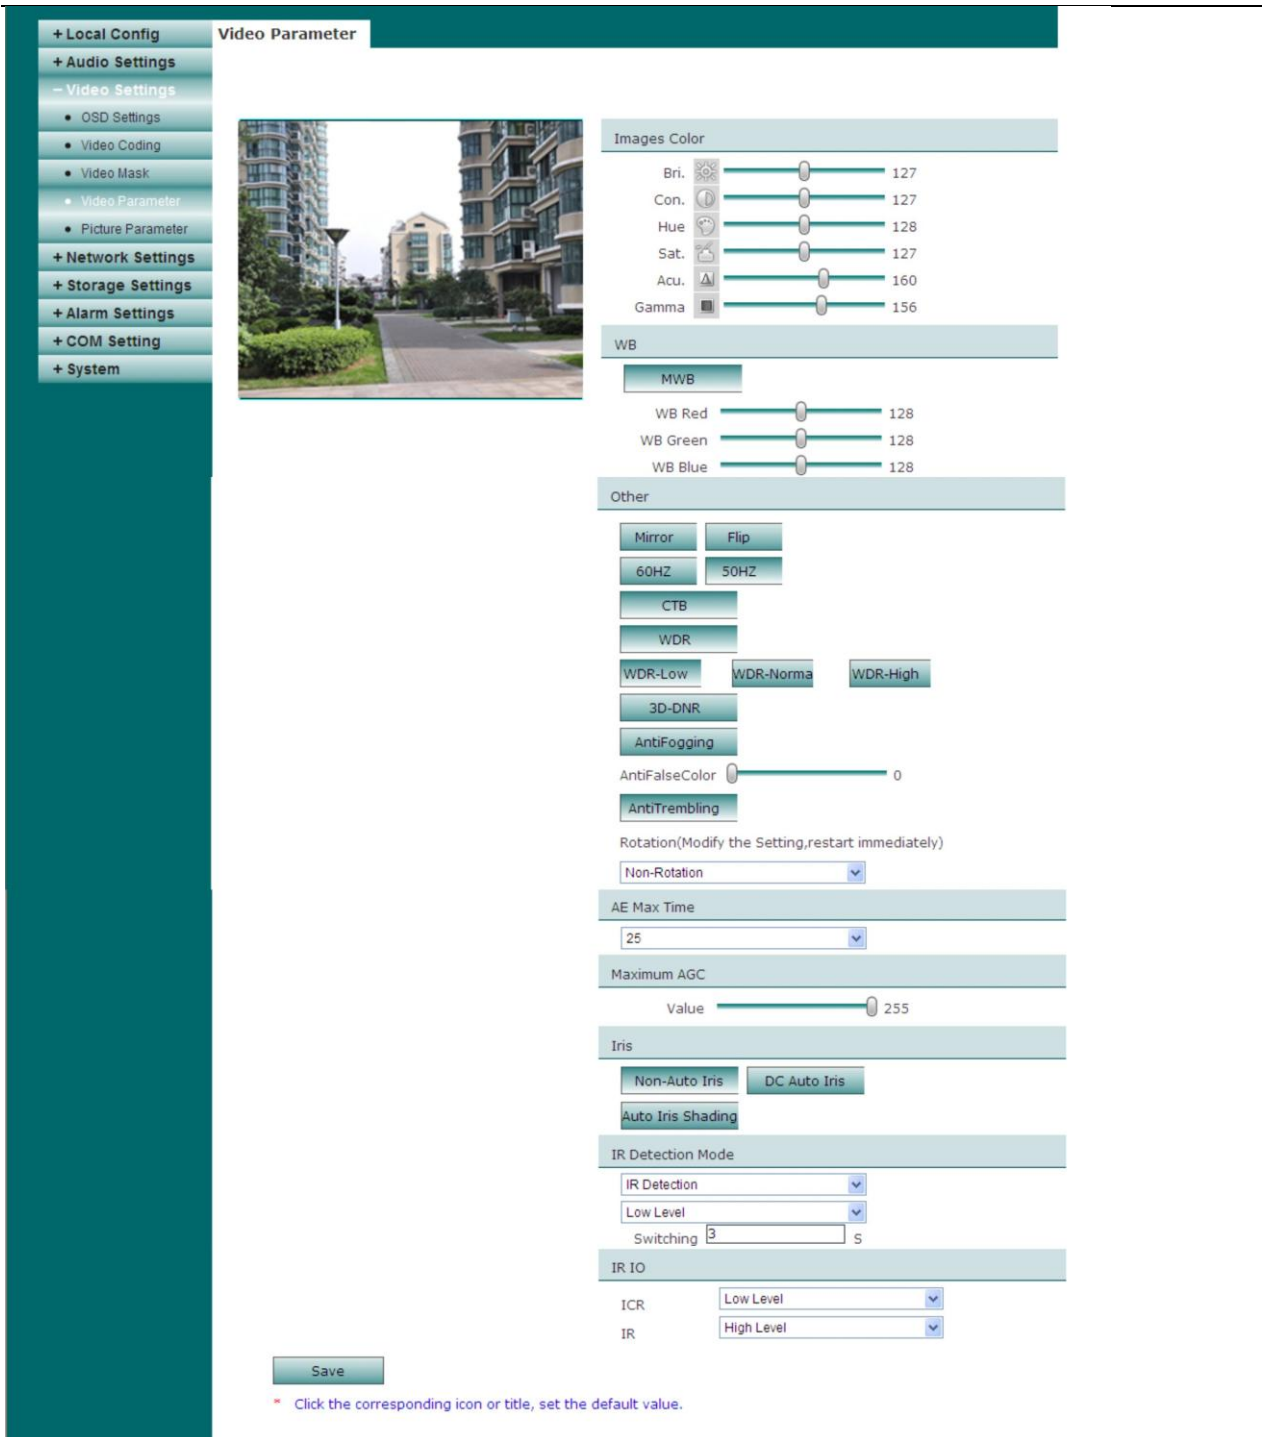 + Local Config
+ Audio Settings
- Video Settings
• OSD Settings
• Video Coding
• Video Mask
• Video Parameter
• Picture Parameter
+ Network Settings
+ Storage Settings
+ Alarm Settings
+ COM Setting
+ System
Video Parameter
Images Color
Bri. 127
Con. 127
Hue 128
Sat. 127
Acu. 160
Gamma 156
WB
MWB
WB Red 128
WB Green 128
WB Blue 128
Other
Mirror Flip
60HZ 50HZ
CTB
WDR
WDR-Low WDR-Norma WDR-High
3D-DNR
AntiFogging
AntiFalseColor 0
AntiTrembling
Rotation(Modify the Setting,restart immediately)
Non-Rotation
AE Max Time
25
Maximum AGC
Value 255
Iris
Non-Auto Iris DC Auto Iris
Auto Iris Shading
IR Detection Mode
IR Detection
Low Level
Switching 3 S
IR IO
ICR Low Level
IR High Level
Save
* Click the corresponding icon or title, set the default value.